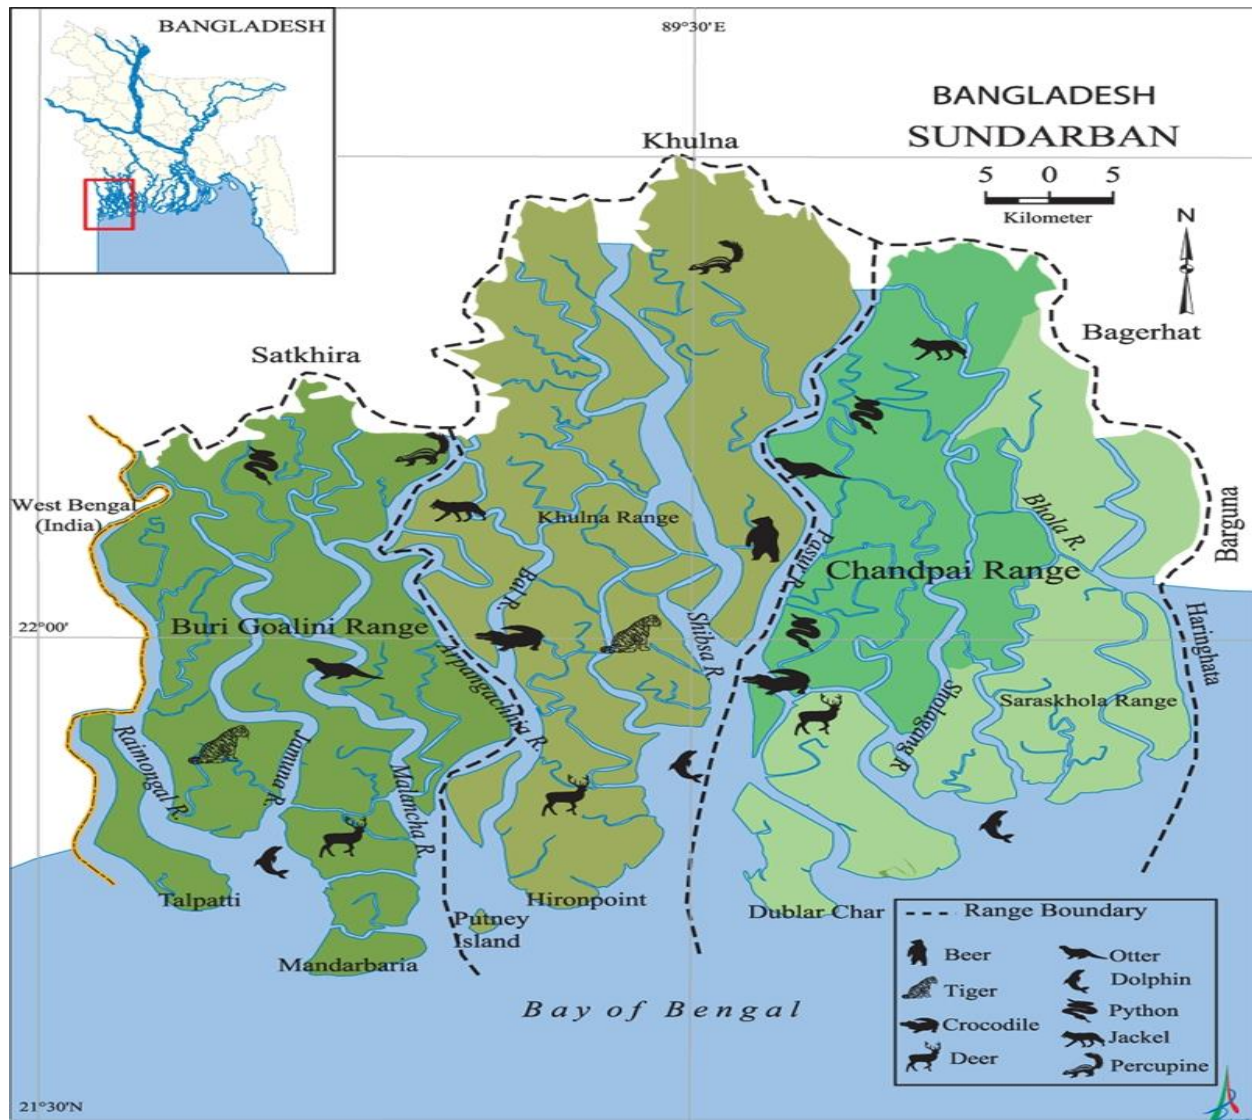 BANGLADESH
89°30'E
BANGLADESH
SUNDARBAN
5 0 5
Kilometer
N
Khulna
Bagerhat
Satkhira
West Bengal
(India)
Barguna
Khulna Range
Bhola R.
Pasur R.
Chandpai Range
Bal R.
22°00'
Buri Goalini Range
Arpangachhia R.
Shibsa R.
Haringhata
Sholagang R
Saraskhola Range
Raimongal R.
Jamuna R.
Malancha R.
Talpatti
Hironpoint
Putney
Island
Dublar Char
Mandarbaria
Bay of Bengal
Range Boundary
Beer
Otter
Tiger
Dolphin
Crocodile
Python
Deer
Jackel
Percupine
21°30'N